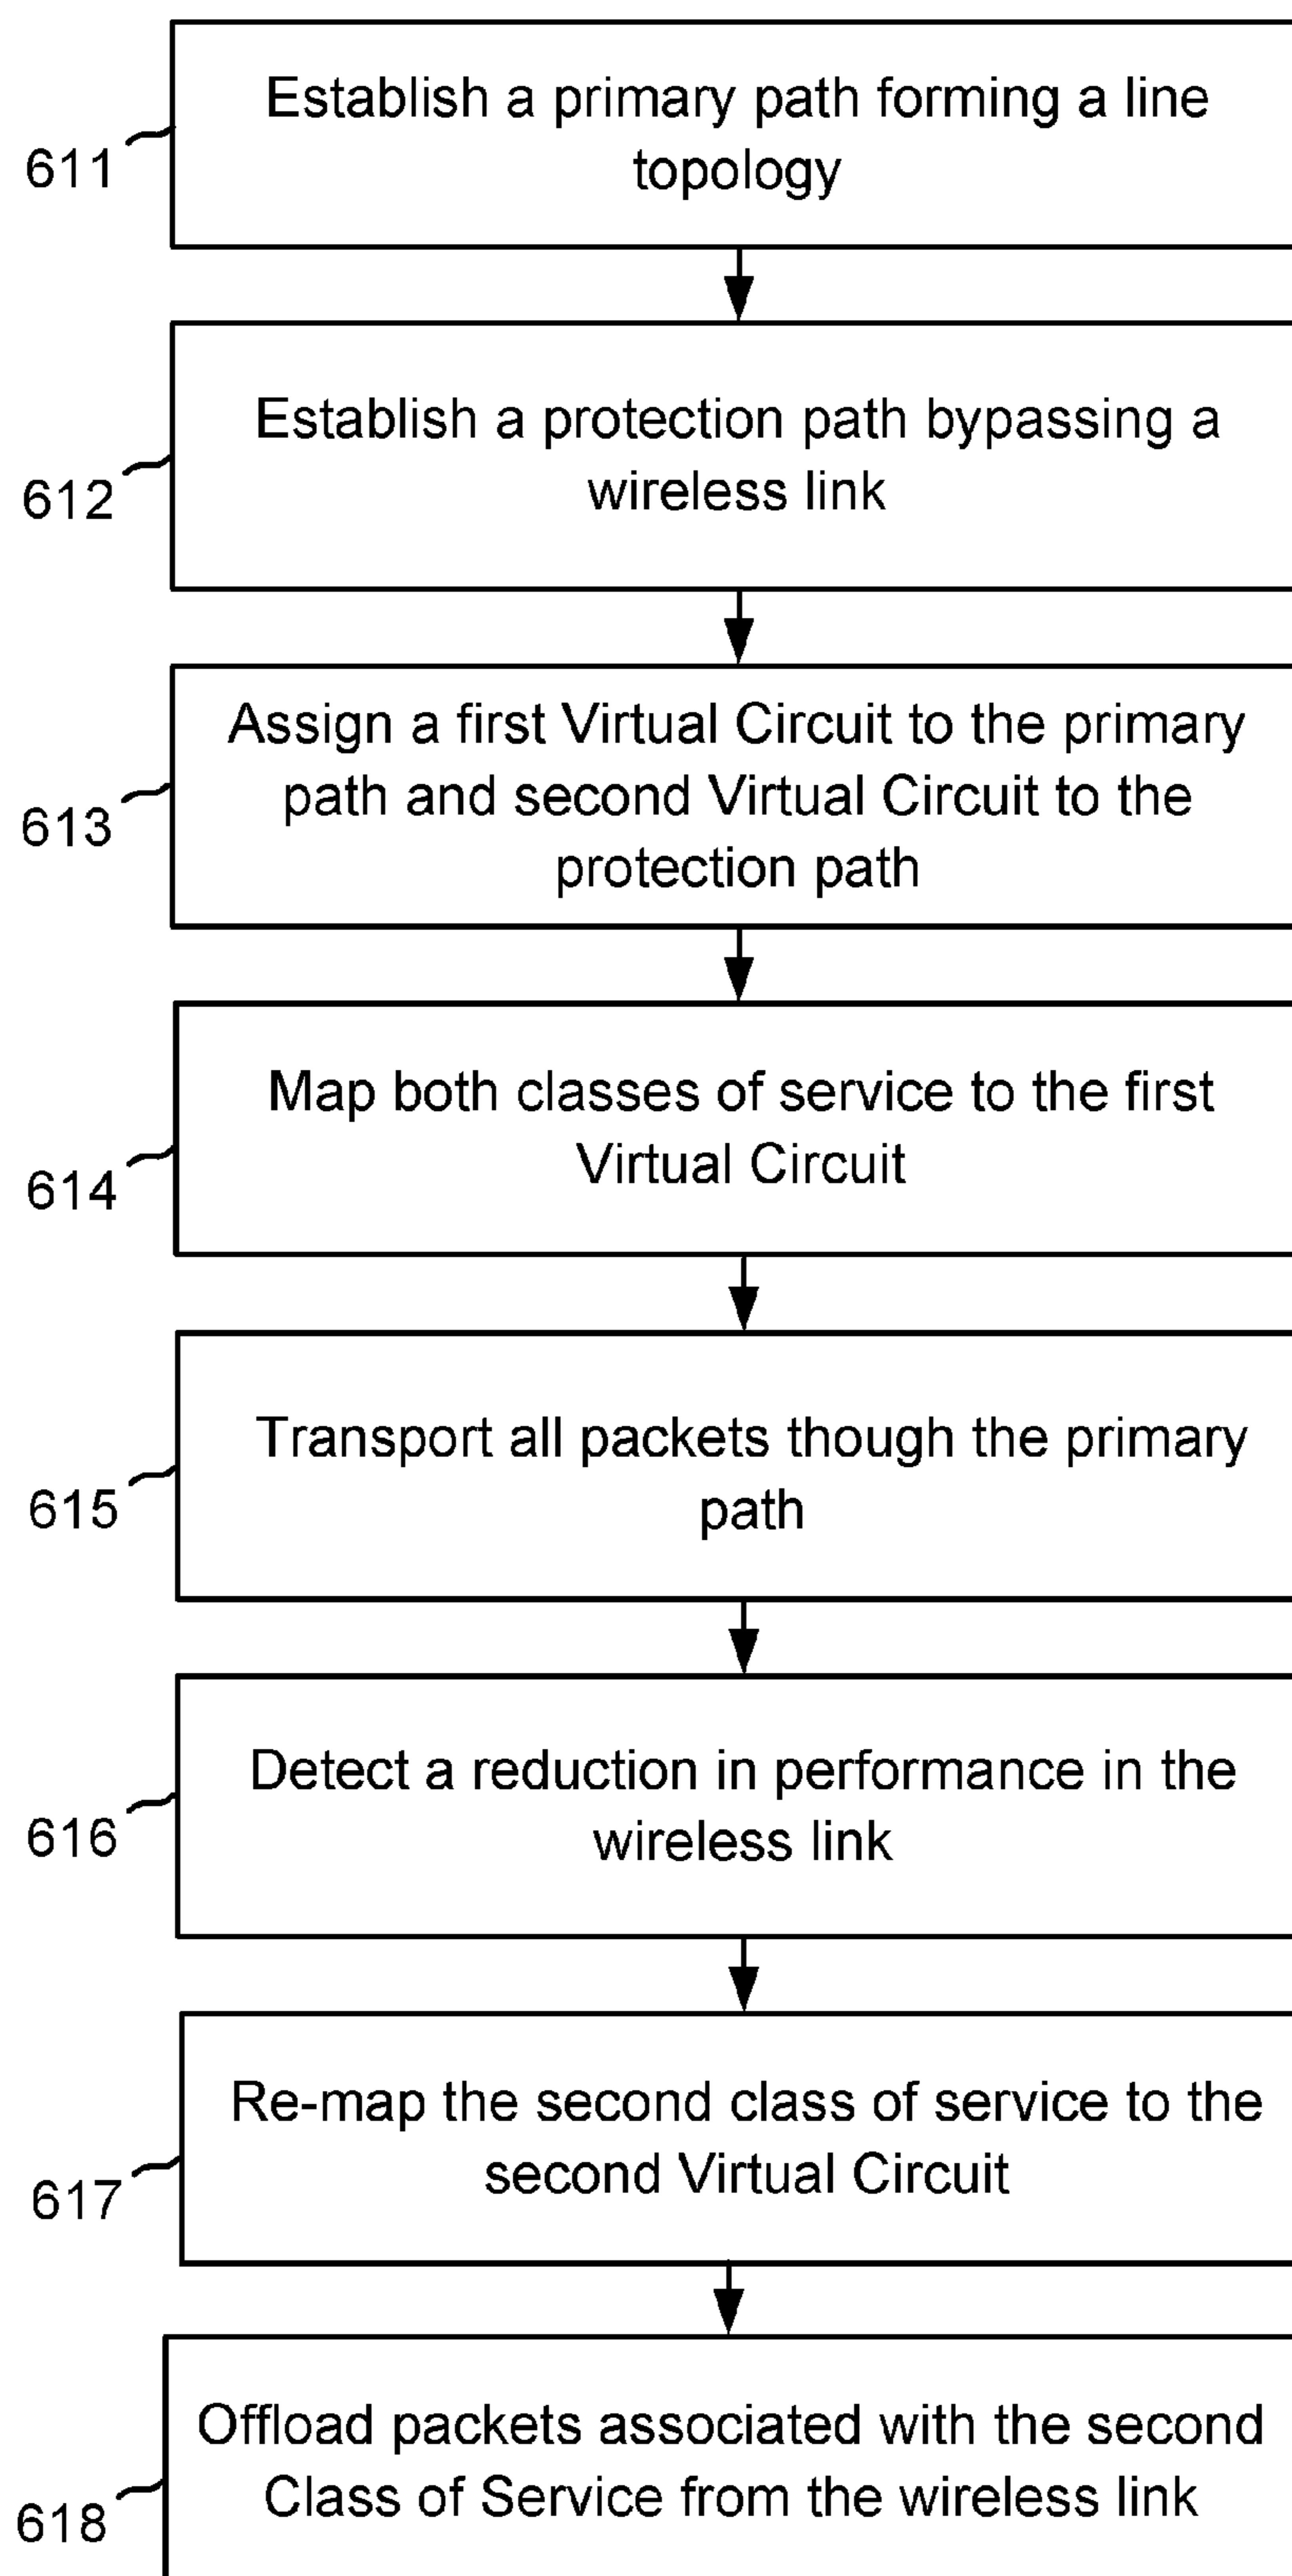 Establish a primary path forming a line
topology
611
Establish a protection path bypassing a
wireless link
612
Assign a first Virtual Circuit to the primary
path and second Virtual Circuit to the
protection path
613
Map both classes of service to the first
Virtual Circuit
614
Transport all packets though the primary
path
615
Detect a reduction in performance in the
wireless link
616
Re-map the second class of service to the
second Virtual Circuit
617
Offload packets associated with the second
Class of Service from the wireless link
618